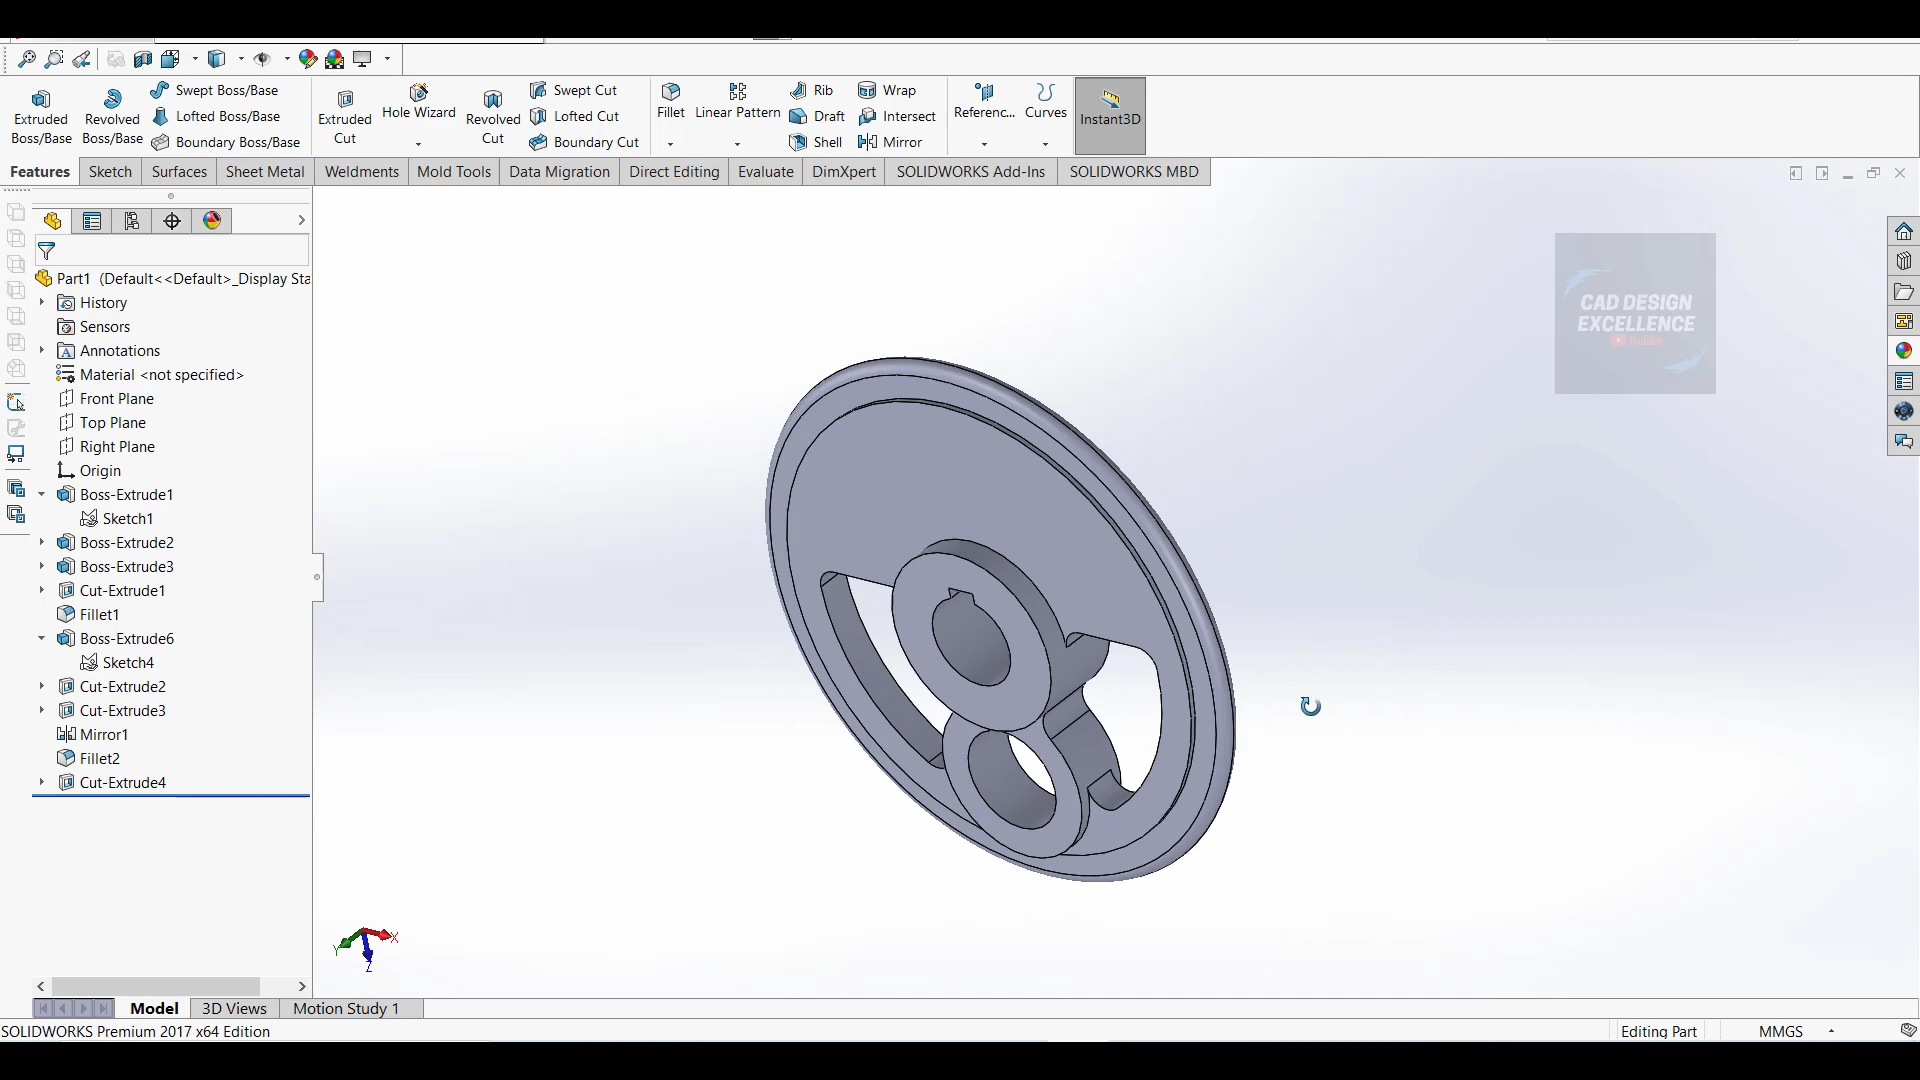 Extruded Boss/Base
Revolved Boss/Base
Swept Boss/Base
Lofted Boss/Base
Boundary Boss/Base
Extruded Cut
Hole Wizard
Revolved Cut
Swept Cut
Lofted Cut
Boundary Cut
Fillet
Linear Pattern
Rib
Draft
Shell
Wrap
Intersect
Mirror
Referenc...
Curves
Instant3D
Features
Sketch
Surfaces
Sheet Metal
Weldments
Mold Tools
Data Migration
Direct Editing
Evaluate
DimXpert
SOLIDWORKS Add-Ins
SOLIDWORKS MBD
Part1 (Default<<Default>_Display Sta
History
Sensors
Annotations
Material <not specified>
Front Plane
Top Plane
Right Plane
Origin
Boss-Extrude1
Sketch1
Boss-Extrude2
Boss-Extrude3
Cut-Extrude1
Fillet1
Boss-Extrude6
Sketch4
Cut-Extrude2
Cut-Extrude3
Mirror1
Fillet2
Cut-Extrude4
CAD DESIGN
EXCELLENCE
YouTube
X
Y
Z
Model
3D Views
Motion Study 1
SOLIDWORKS Premium 2017 x64 Edition
Editing Part
MMGS